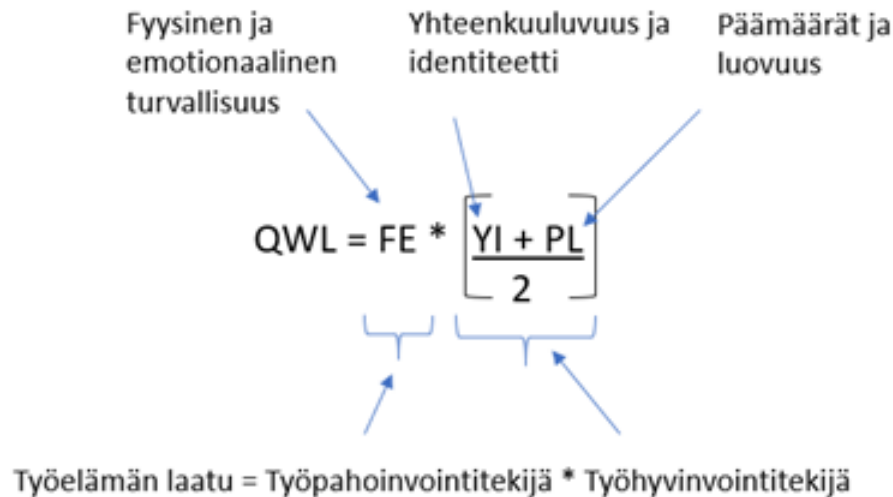 Fyysinen ja
emotionaalinen
turvallisuus
Yhteenkuuluvuus ja
identiteetti
Päämäärät ja
luovuus
QWL = FE * [YI + PL]
2
Työelämän laatu = Työpahoinvointitekijä * Työhyvinvointitekijä